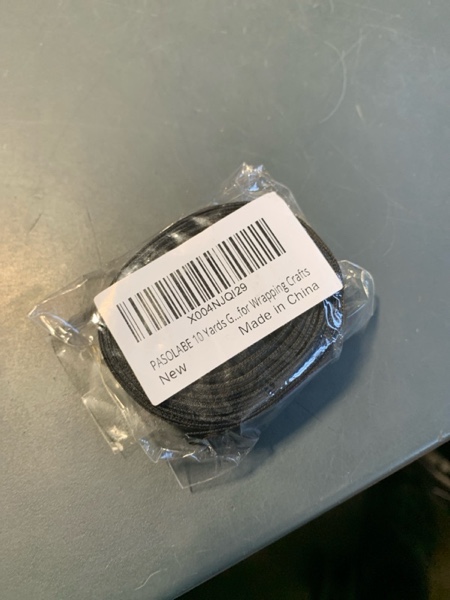 X004NJQI29
PASOLABE 10 Yards G...for Wrapping Crafts
New
Made in China